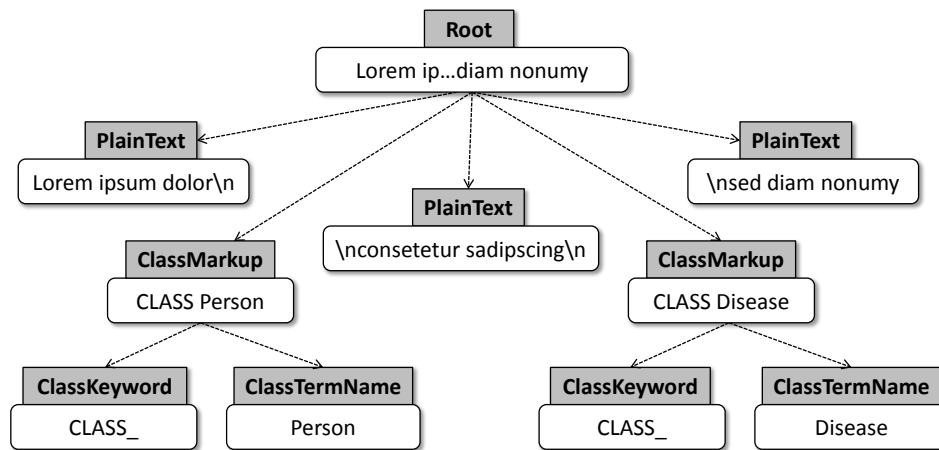 Root
Lorem ip...diam nonumy
PlainText
Lorem ipsum dolor\n
PlainText
\nsed diam nonumy
PlainText
\nconsetetur sadipscing\n
ClassMarkup
CLASS Person
ClassMarkup
CLASS Disease
ClassKeyword
CLASS_
ClassTermName
Person
ClassKeyword
CLASS_
ClassTermName
Disease